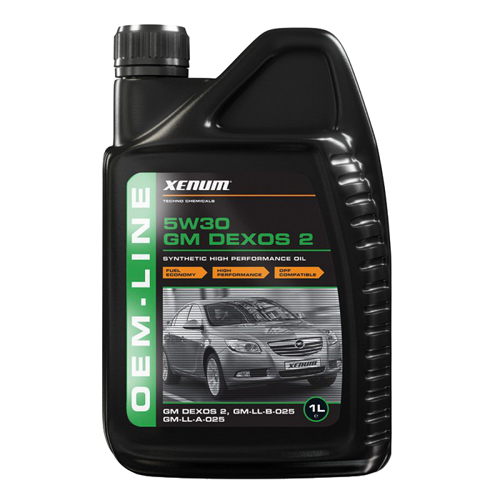 XENUM®
TECHNO CHEMICALS
OEM-LINE
5W30
GM DEXOS 2
SYNTHETIC HIGH PERFORMANCE OIL
FUEL
ECONOMY
HIGH
PERFORMANCE
DPF
COMPATIBLE
XENUM
GM DEXOS 2, GM-LL-B-025
GM-LL-A-025
1L